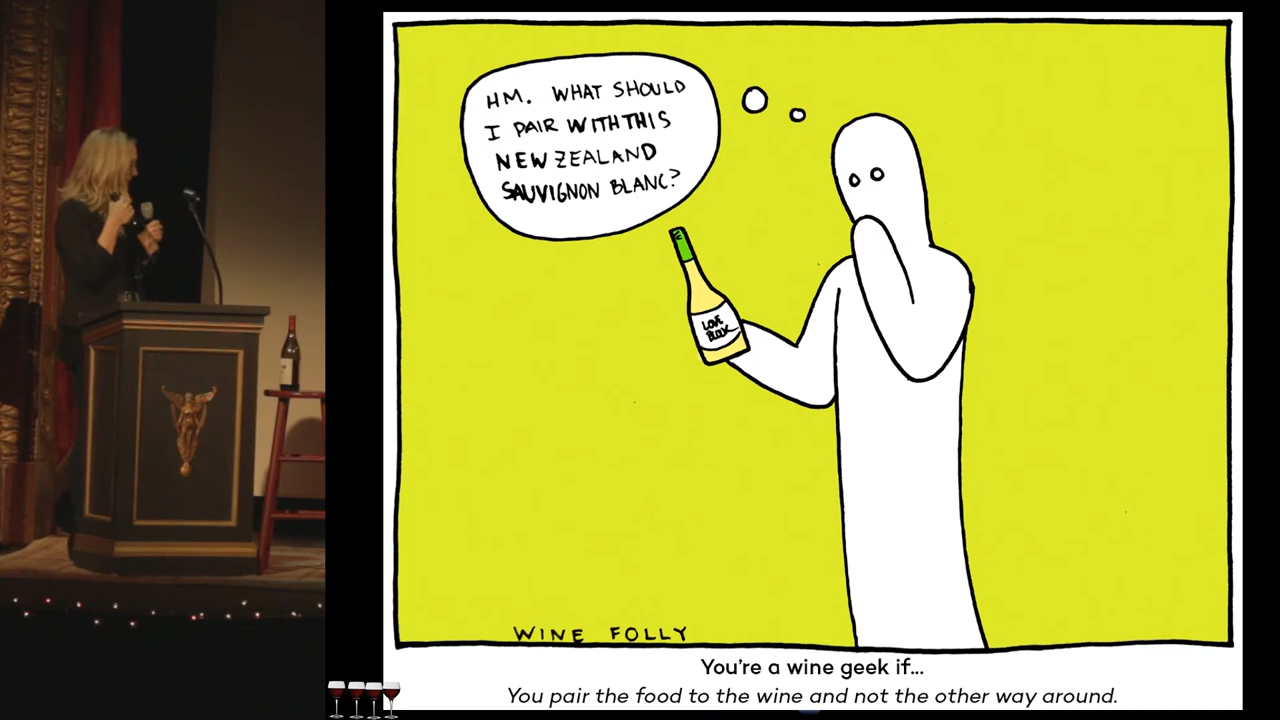 HM. WHAT SHOULD
I PAIR WITH THIS
NEW ZEALAND
SAUVIGNON BLANC?
LOVE
BLOCK
WINE FOLLY
You're a wine geek if...
You pair the food to the wine and not the other way around.